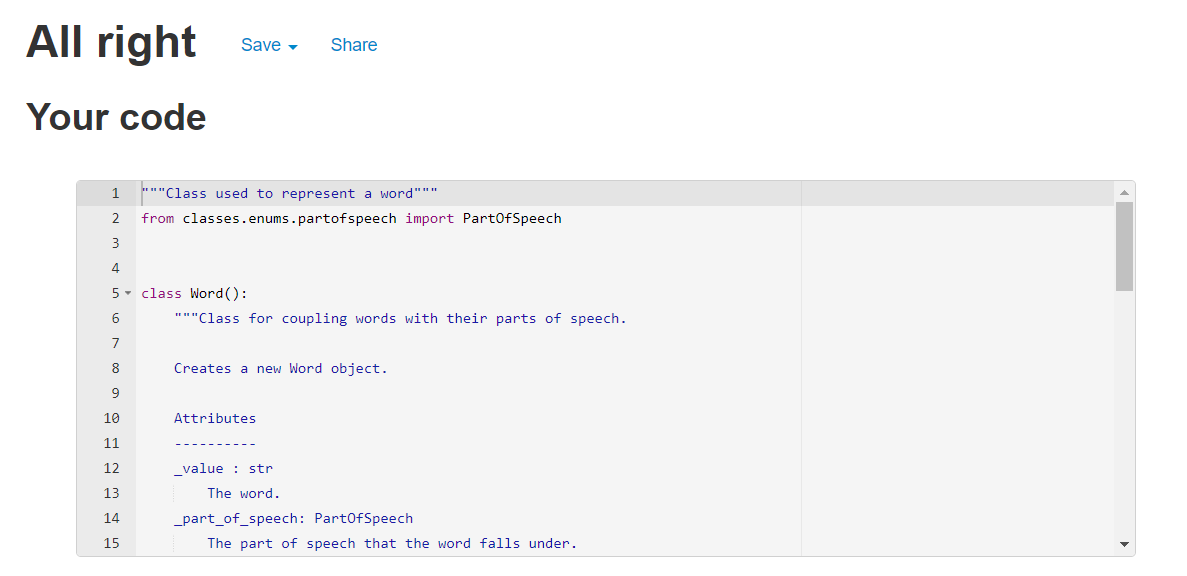 All right Save Share
Your code
1 """Class used to represent a word"""
2 from classes.enums.partofspeech import PartOfSpeech
3
4
5 class Word():
6 """Class for coupling words with their parts of speech.
7
8 Creates a new Word object.
9
10 Attributes
11 ----------
12 _value : str
13 The word.
14 _part_of_speech: PartOfSpeech
15 The part of speech that the word falls under.